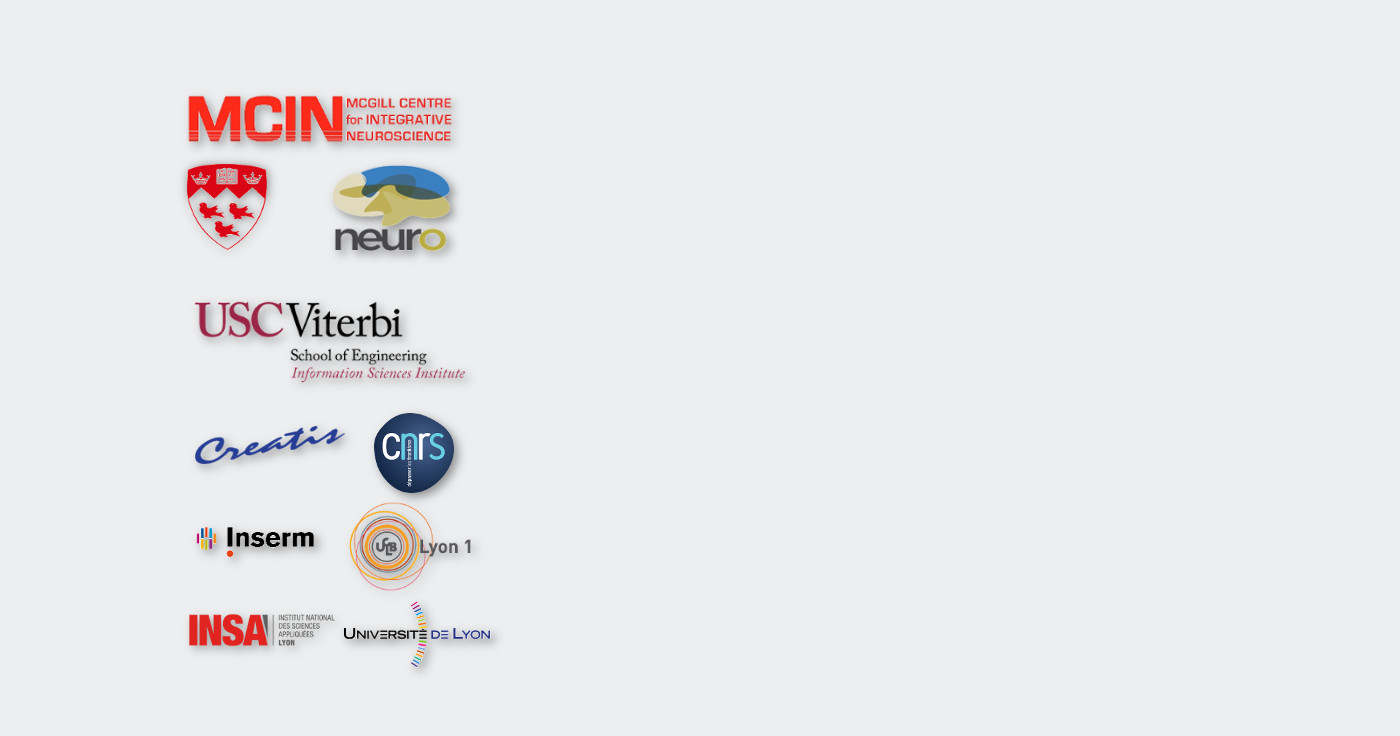 MCIN
MCGILL CENTRE
for INTEGRATIVE
NEUROSCIENCE
neuro
USC Viterbi
School of Engineering
Information Sciences Institute
Creatis
cnrs
Inserm
UCLB
Lyon 1
INSA
INSTITUT NATIONAL
DES SCIENCES
APPLIQUÉES
LYON
UNIVERSITÉ DE LYON